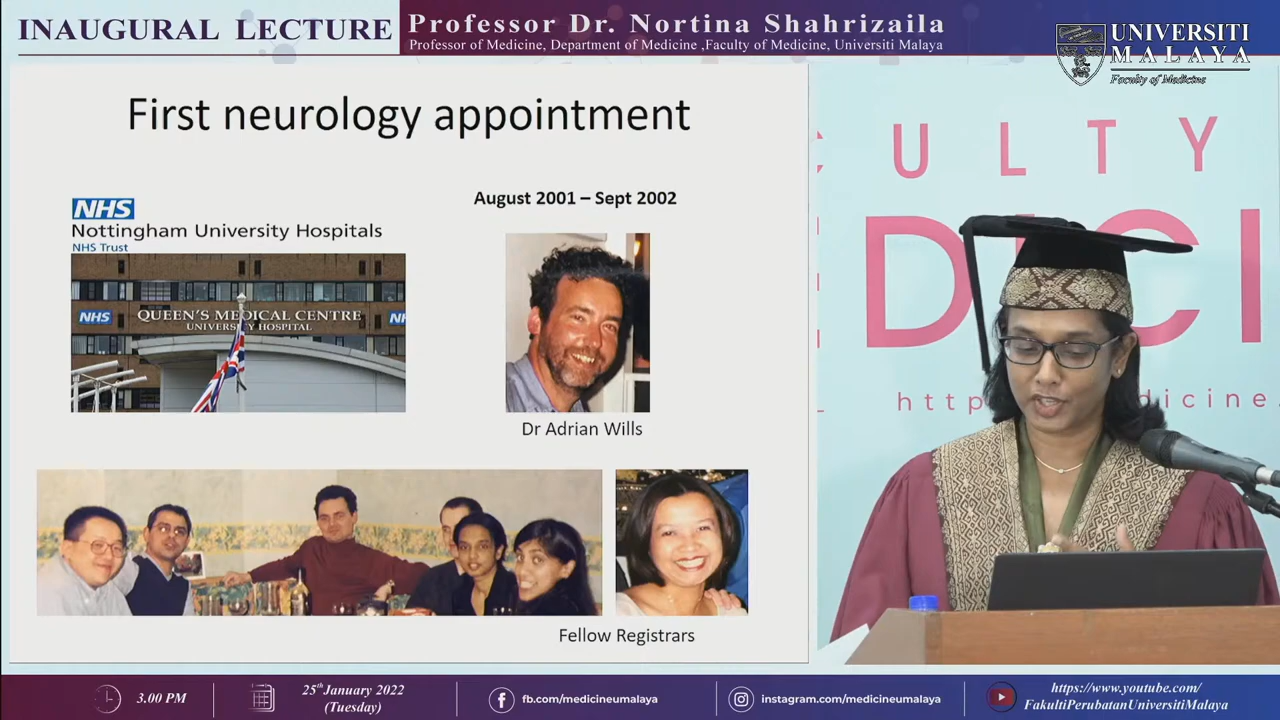 INAUGURAL LECTURE
Professor Dr. Nortina Shahrizaila
Professor of Medicine, Department of Medicine ,Faculty of Medicine, Universiti Malaya
UNIVERSITI
MALAYA
Faculty of Medicine
First neurology appointment
NHS
Nottingham University Hospitals
NHS Trust
August 2001 – Sept 2002
NHS
QUEEN'S MEDICAL CENTRE
UNIVERSITY HOSPITAL
NH
Dr Adrian Wills
Fellow Registrars
CULTY
EDICI
http
dicine.
3.00 PM
25th January 2022
(Tuesday)
fb.com/medicineumalaya
instagram.com/medicineumalaya
https://www.youtube.com/
FakultiPerubatanUniversitiMalaya